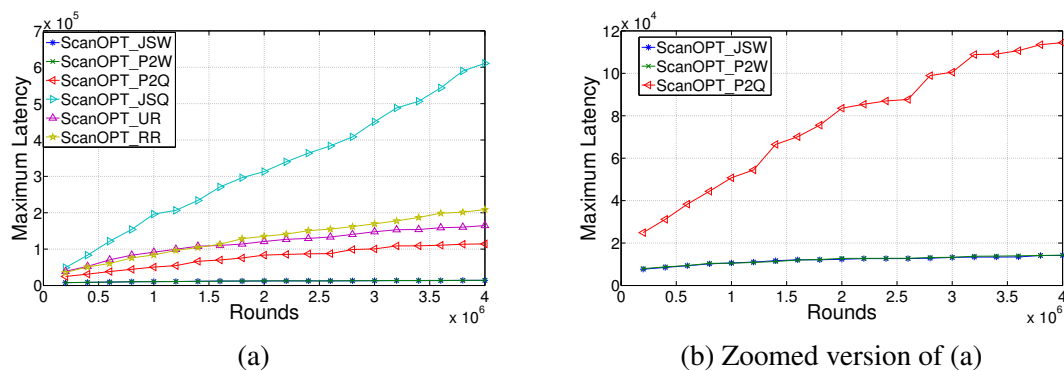 x 10^5
7
6
5
4
3
2
1
0
Maximum Latency
ScanOPT_JSW
ScanOPT_P2W
ScanOPT_P2Q
ScanOPT_JSQ
ScanOPT_UR
ScanOPT_RR
0 0.5 1 1.5 2 2.5 3 3.5 4
x 10^6
Rounds
(a)
x 10^4
12
10
8
6
4
2
0
Maximum Latency
ScanOPT_JSW
ScanOPT_P2W
ScanOPT_P2Q
0 0.5 1 1.5 2 2.5 3 3.5 4
x 10^6
Rounds
(b) Zoomed version of (a)